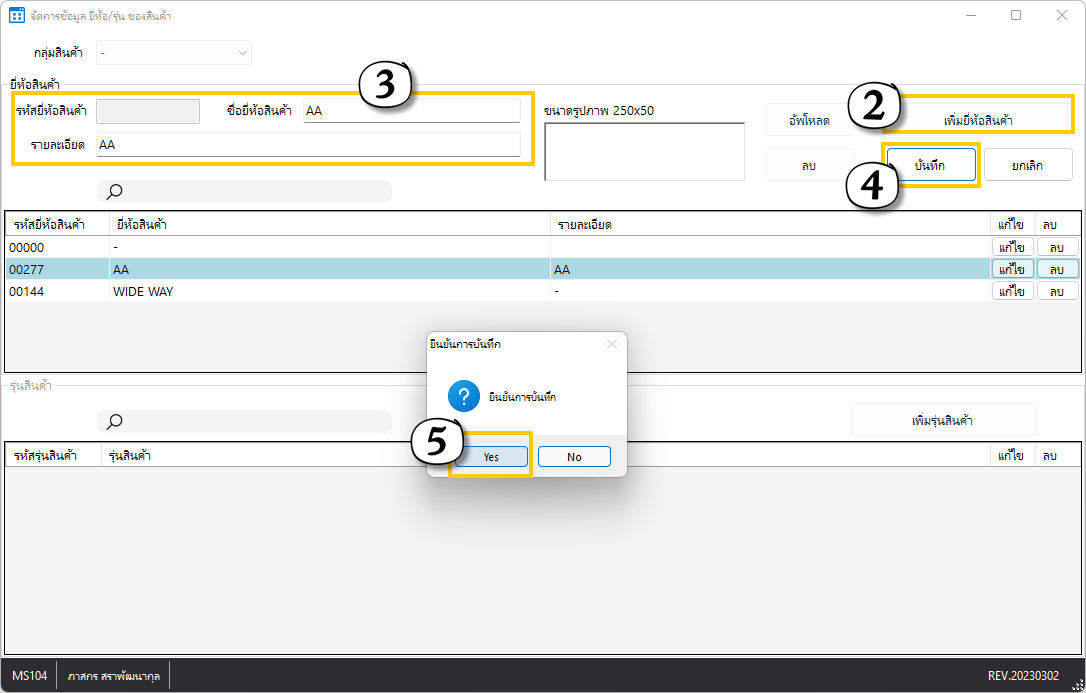 จัดการข้อมูล ยี่ห้อ/รุ่น ของสินค้า
กลุ่มสินค้า -
ยี่ห้อสินค้า
3
รหัสยี่ห้อสินค้า ชื่อยี่ห้อสินค้า AA
รายละเอียด AA
ขนาดรูปภาพ 250x50
อัพโหลด
2
เพิ่มยี่ห้อสินค้า
ลบ
4
บันทึก
ยกเลิก
รหัสยี่ห้อสินค้า ยี่ห้อสินค้า รายละเอียด แก้ไข ลบ
00000 - แก้ไข ลบ
00277 AA AA แก้ไข ลบ
00144 WIDE WAY - แก้ไข ลบ
ยืนยันการบันทึก
? ยืนยันการบันทึก
5
Yes No
รุ่นสินค้า
เพิ่มรุ่นสินค้า
รหัสรุ่นสินค้า รุ่นสินค้า แก้ไข ลบ
MS104 ภาสกร สราพัฒนากุล REV.20230302